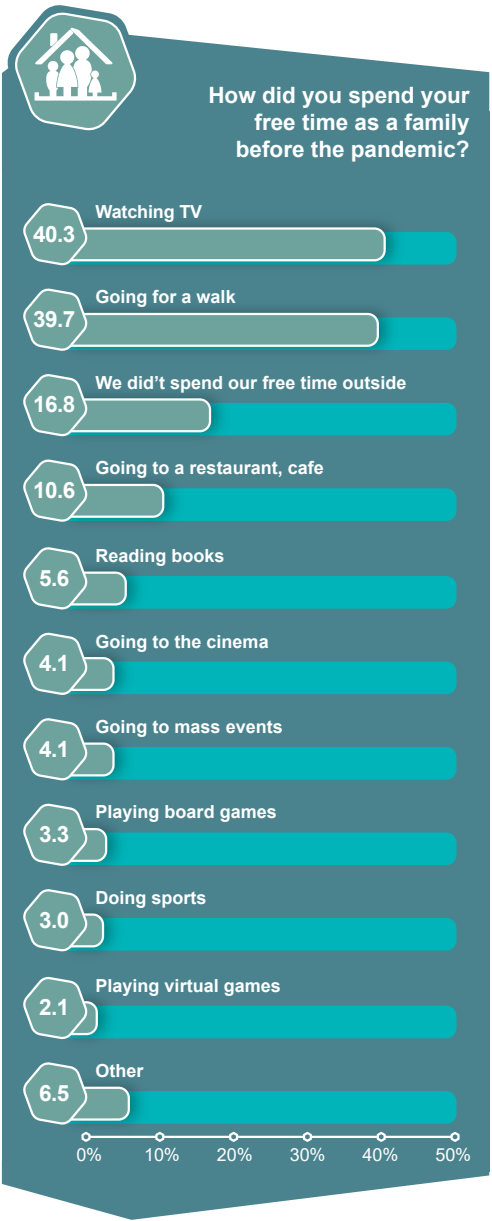 How did you spend your
free time as a family
before the pandemic?
Watching TV
40.3
Going for a walk
39.7
We did't spend our free time outside
16.8
Going to a restaurant, cafe
10.6
Reading books
5.6
Going to the cinema
4.1
Going to mass events
4.1
Playing board games
3.3
Doing sports
3.0
Playing virtual games
2.1
Other
6.5
0% 10% 20% 30% 40% 50%